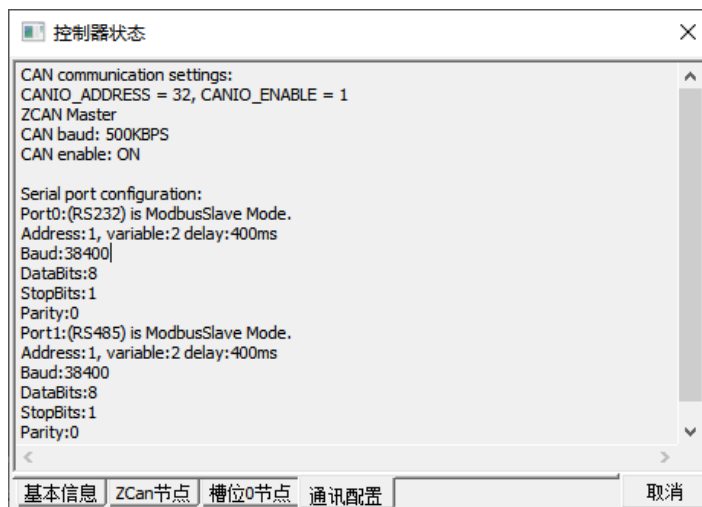 控制器状态
CAN communication settings:
CANIO_ADDRESS = 32, CANIO_ENABLE = 1
ZCAN Master
CAN baud: 500KBPS
CAN enable: ON
Serial port configuration:
Port0:(RS232) is ModbusSlave Mode.
Address:1, variable:2 delay:400ms
Baud:38400
DataBits:8
StopBits:1
Parity:0
Port1:(RS485) is ModbusSlave Mode.
Address:1, variable:2 delay:400ms
Baud:38400
DataBits:8
StopBits:1
Parity:0
基本信息 ZCan节点 槽位0节点 通讯配置 取消